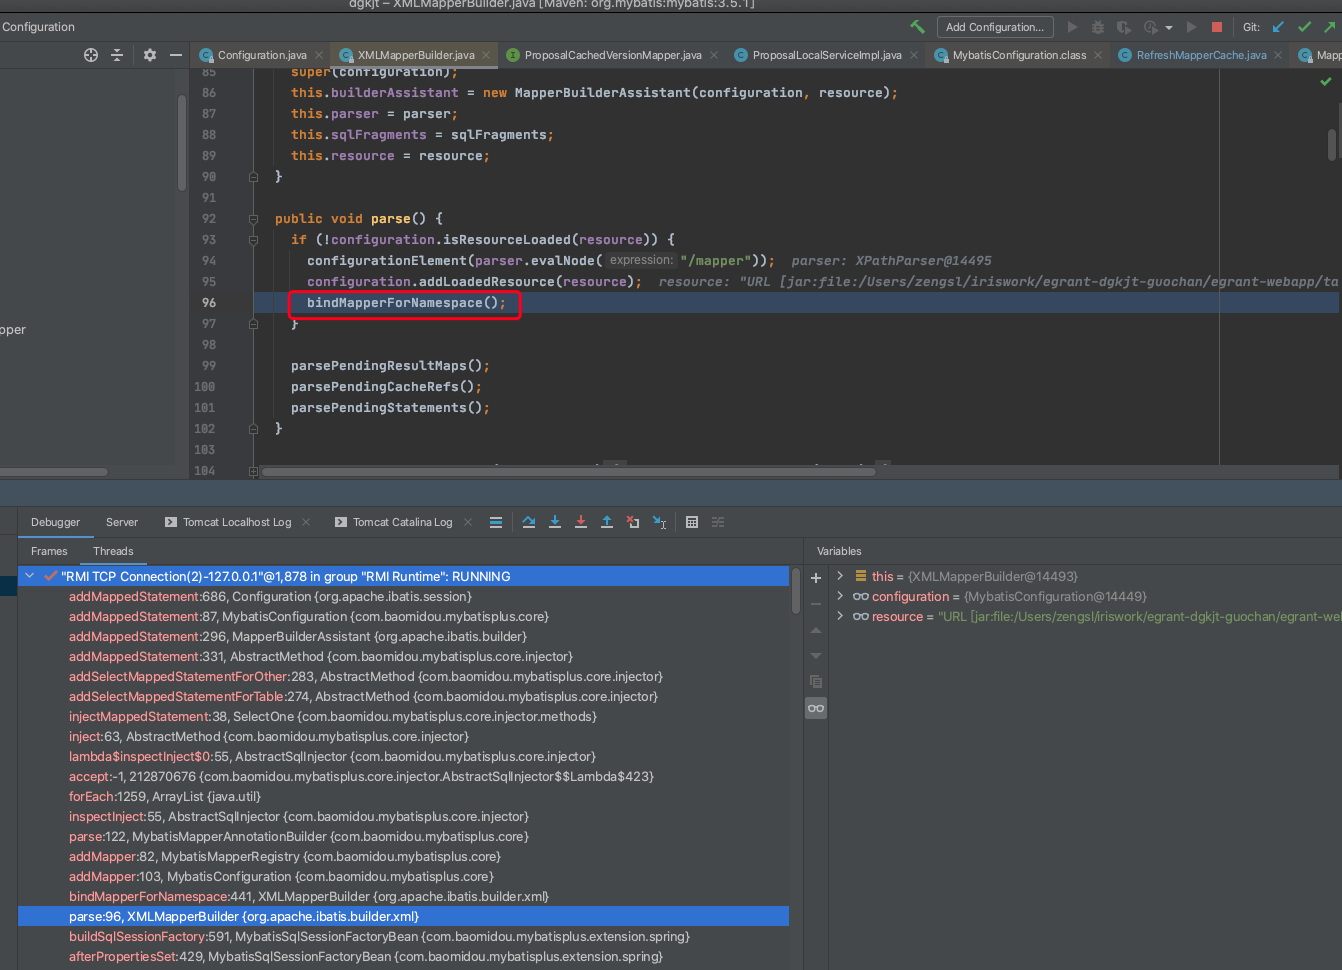 dgkjt – XMLMapperBuilder.java [Maven: org.mybatis:mybatis:3.5.1]
Configuration
Add Configuration...
Git:
Configuration.java
XMLMapperBuilder.java
ProposalCachedVersionMapper.java
ProposalLocalServiceImpl.java
MybatisConfiguration.class
RefreshMapperCache.java
Mapp
85 super(configuration);
86 this.builderAssistant = new MapperBuilderAssistant(configuration, resource);
87 this.parser = parser;
88 this.sqlFragments = sqlFragments;
89 this.resource = resource;
90 }
91
92 public void parse() {
93 if (!configuration.isResourceLoaded(resource)) {
94 configurationElement(parser.evalNode( expression: "/mapper")); parser: XPathParser@14495
95 configuration.addLoadedResource(resource); resource: "URL [jar:file:/Users/zengsl/iriswork/egrant-dgkjt-guochan/egrant-webapp/ta
96 bindMapperForNamespace();
97 }
pper
98
99 parsePendingResultMaps();
100 parsePendingCacheRefs();
101 parsePendingStatements();
102 }
103
104
Debugger
Server
Tomcat Localhost Log
Tomcat Catalina Log
Frames
Threads
Variables
"RMI TCP Connection(2)-127.0.0.1"@1,878 in group "RMI Runtime": RUNNING
addMappedStatement:686, Configuration {org.apache.ibatis.session}
addMappedStatement:87, MybatisConfiguration {com.baomidou.mybatisplus.core}
addMappedStatement:296, MapperBuilderAssistant {org.apache.ibatis.builder}
addMappedStatement:331, AbstractMethod {com.baomidou.mybatisplus.core.injector}
addSelectMappedStatementForOther:283, AbstractMethod {com.baomidou.mybatisplus.core.injector}
addSelectMappedStatementForTable:274, AbstractMethod {com.baomidou.mybatisplus.core.injector}
injectMappedStatement:38, SelectOne {com.baomidou.mybatisplus.core.injector.methods}
inject:63, AbstractMethod {com.baomidou.mybatisplus.core.injector}
lambda$inspectInject$0:55, AbstractSqlInjector {com.baomidou.mybatisplus.core.injector}
accept:-1, 212870676 {com.baomidou.mybatisplus.core.injector.AbstractSqlInjector$$Lambda$423}
forEach:1259, ArrayList {java.util}
inspectInject:55, AbstractSqlInjector {com.baomidou.mybatisplus.core.injector}
parse:122, MybatisMapperAnnotationBuilder {com.baomidou.mybatisplus.core}
addMapper:82, MybatisMapperRegistry {com.baomidou.mybatisplus.core}
addMapper:103, MybatisConfiguration {com.baomidou.mybatisplus.core}
bindMapperForNamespace:441, XMLMapperBuilder {org.apache.ibatis.builder.xml}
parse:96, XMLMapperBuilder {org.apache.ibatis.builder.xml}
buildSqlSessionFactory:591, MybatisSqlSessionFactoryBean {com.baomidou.mybatisplus.extension.spring}
afterPropertiesSet:429, MybatisSqlSessionFactoryBean {com.baomidou.mybatisplus.extension.spring}
this = {XMLMapperBuilder@14493}
configuration = {MybatisConfiguration@14449}
resource = "URL [jar:file:/Users/zengsl/iriswork/egrant-dgkjt-guochan/egrant-we